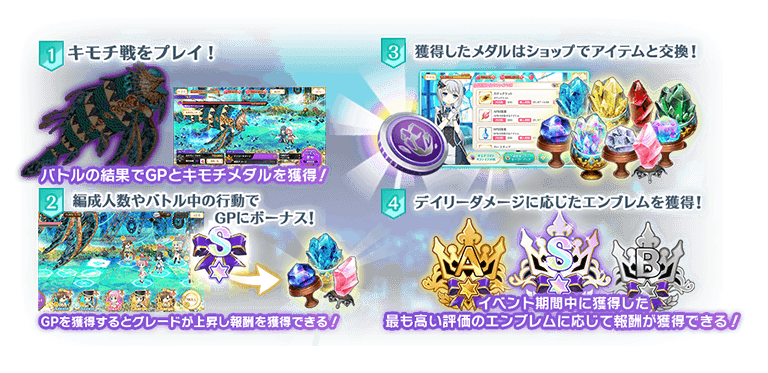 1 キモチ戦をプレイ!
バトルの結果でGPとキモチメダルを獲得!
2 編成人数やバトル中の行動で
GPにボーナス!
S
GPを獲得するとグレードが上昇し報酬を獲得できる!
3 獲得したメダルはショップでアイテムと交換!
4 デイリーダメージに応じたエンブレムを獲得!
A S B
イベント期間中に獲得した
最も高い評価のエンブレムに応じて報酬が獲得できる!